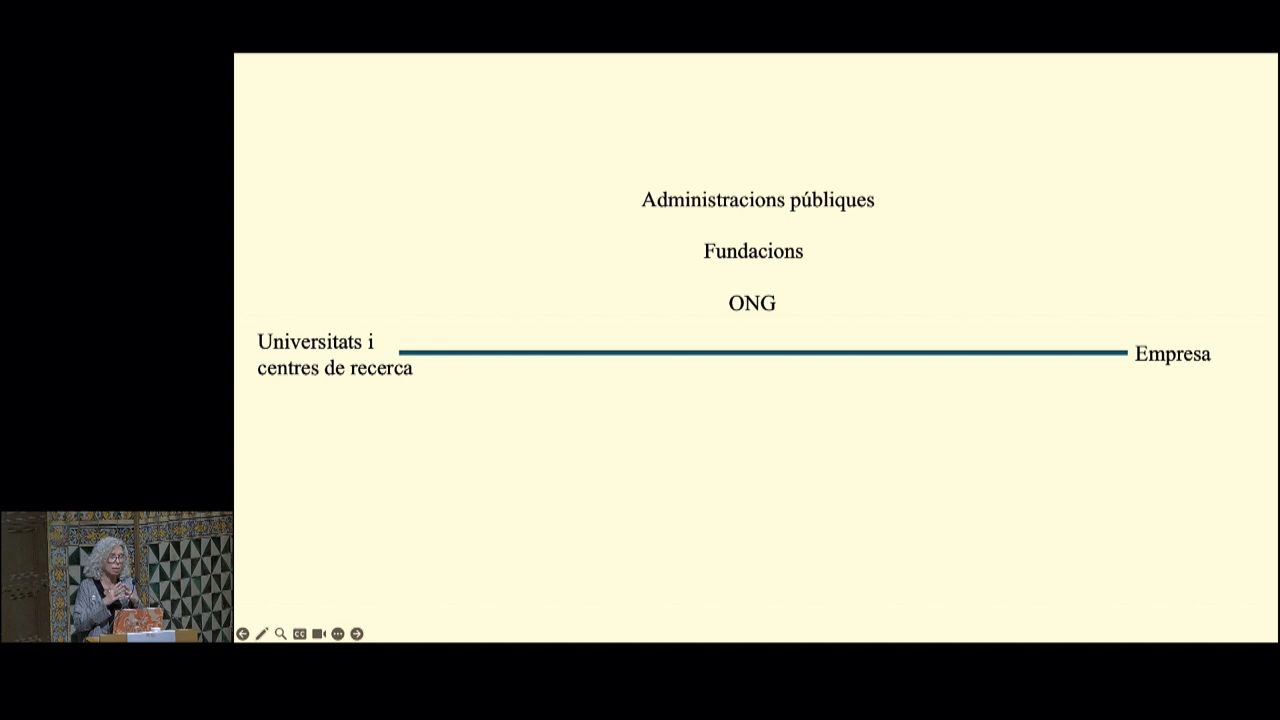 Administracions públiques
Fundacions
ONG
Universitats i
centres de recerca
Empresa